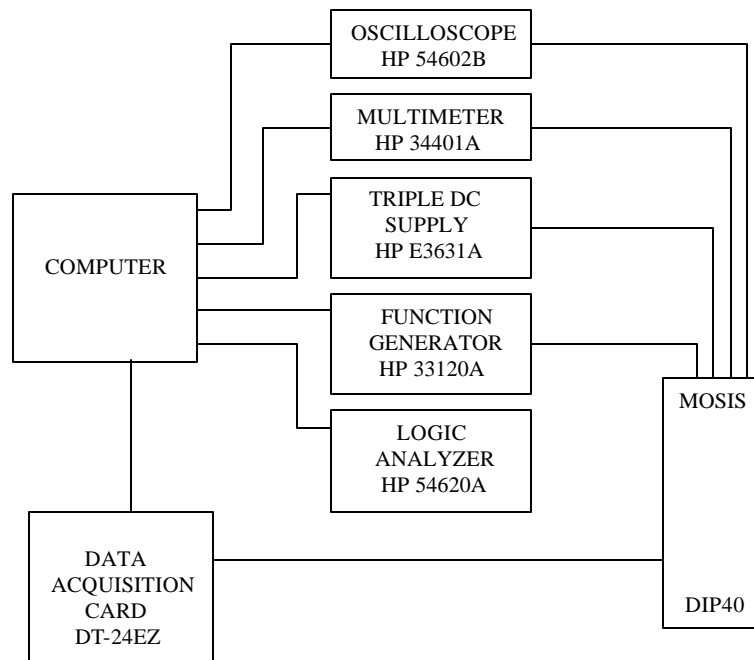 OSCILLOSCOPE
HP 54602B
MULTIMETER
HP 34401A
TRIPLE DC
SUPPLY
HP E3631A
COMPUTER
FUNCTION
GENERATOR
HP 33120A
LOGIC
ANALYZER
HP 54620A
MOSIS
DIP40
DATA
ACQUISITION
CARD
DT-24EZ